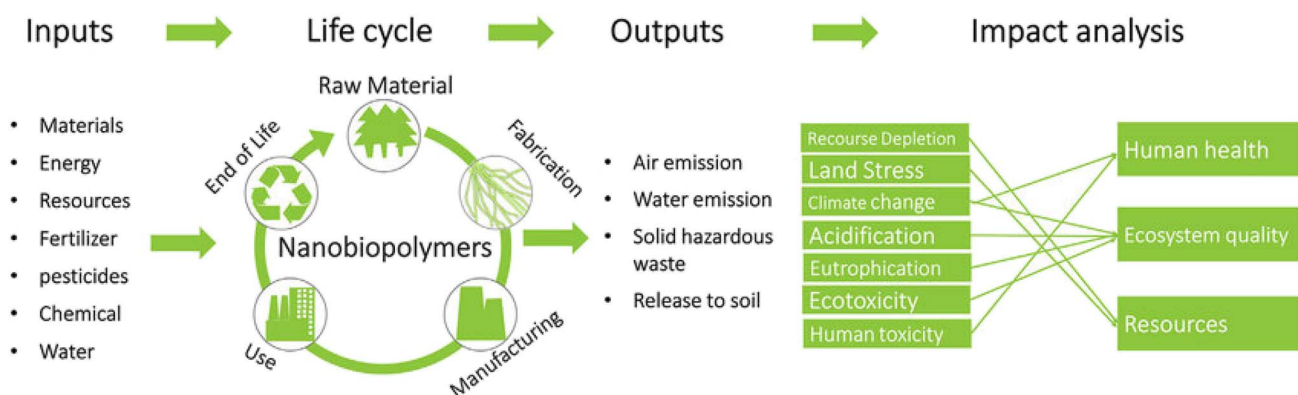 Inputs
Life cycle
Outputs
Impact analysis
• Materials
• Energy
• Resources
• Fertilizer
• pesticides
• Chemical
• Water
Raw Material
Fabrication
Manufacturing
Use
End of Life
Nanobiopolymers
• Air emission
• Water emission
• Solid hazardous
waste
• Release to soil
Recourse Depletion
Land Stress
Climate change
Acidification
Eutrophication
Ecotoxicity
Human toxicity
Human health
Ecosystem quality
Resources